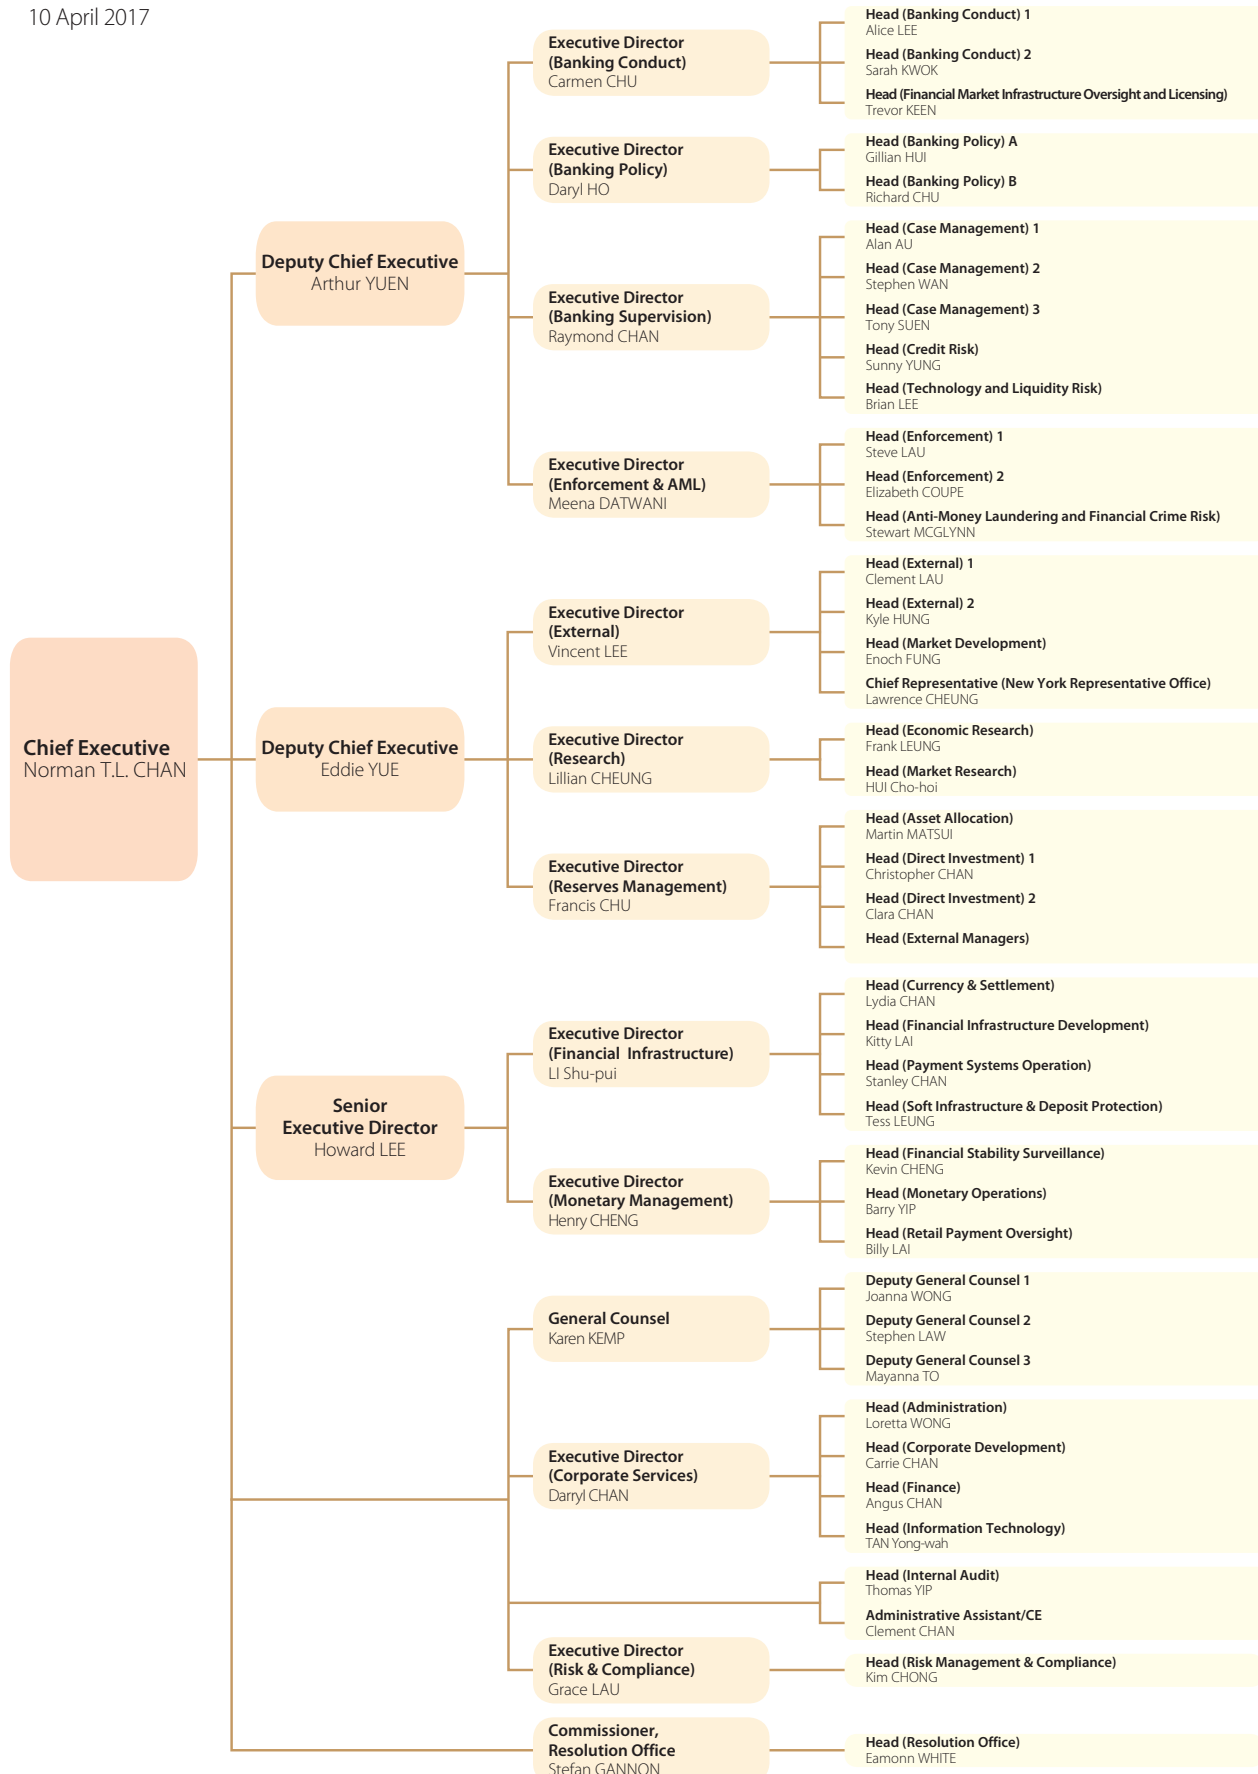 10 April 2017
Chief Executive
Norman T.L. CHAN
Deputy Chief Executive
Arthur YUEN
Executive Director
(Banking Conduct)
Carmen CHU
Head (Banking Conduct) 1
Alice LEE
Head (Banking Conduct) 2
Sarah KWOK
Head (Financial Market Infrastructure Oversight and Licensing)
Trevor KEEN
Executive Director
(Banking Policy)
Daryl HO
Head (Banking Policy) A
Gillian HUI
Head (Banking Policy) B
Richard CHU
Executive Director
(Banking Supervision)
Raymond CHAN
Head (Case Management) 1
Alan AU
Head (Case Management) 2
Stephen WAN
Head (Case Management) 3
Tony SUEN
Head (Credit Risk)
Sunny YUNG
Head (Technology and Liquidity Risk)
Brian LEE
Executive Director
(Enforcement & AML)
Meena DATWANI
Head (Enforcement) 1
Steve LAU
Head (Enforcement) 2
Elizabeth COUPE
Head (Anti-Money Laundering and Financial Crime Risk)
Stewart MCGLYNN
Deputy Chief Executive
Eddie YUE
Executive Director
(External)
Vincent LEE
Head (External) 1
Clement LAU
Head (External) 2
Kyle HUNG
Head (Market Development)
Enoch FUNG
Chief Representative (New York Representative Office)
Lawrence CHEUNG
Executive Director
(Research)
Lillian CHEUNG
Head (Economic Research)
Frank LEUNG
Head (Market Research)
HUI Cho-hoi
Executive Director
(Reserves Management)
Francis CHU
Head (Asset Allocation)
Martin MATSUI
Head (Direct Investment) 1
Christopher CHAN
Head (Direct Investment) 2
Clara CHAN
Head (External Managers)
Senior
Executive Director
Howard LEE
Executive Director
(Financial Infrastructure)
LI Shu-pui
Head (Currency & Settlement)
Lydia CHAN
Head (Financial Infrastructure Development)
Kitty LAI
Head (Payment Systems Operation)
Stanley CHAN
Head (Soft Infrastructure & Deposit Protection)
Tess LEUNG
Executive Director
(Monetary Management)
Henry CHENG
Head (Financial Stability Surveillance)
Kevin CHENG
Head (Monetary Operations)
Barry YIP
Head (Retail Payment Oversight)
Billy LAI
General Counsel
Karen KEMP
Deputy General Counsel 1
Joanna WONG
Deputy General Counsel 2
Stephen LAW
Deputy General Counsel 3
Mayanna TO
Executive Director
(Corporate Services)
Darryl CHAN
Head (Administration)
Loretta WONG
Head (Corporate Development)
Carrie CHAN
Head (Finance)
Angus CHAN
Head (Information Technology)
TAN Yong-wah
Head (Internal Audit)
Thomas YIP
Administrative Assistant/CE
Clement CHAN
Executive Director
(Risk & Compliance)
Grace LAU
Head (Risk Management & Compliance)
Kim CHONG
Commissioner,
Resolution Office
Stefan GANNON
Head (Resolution Office)
Eamonn WHITE